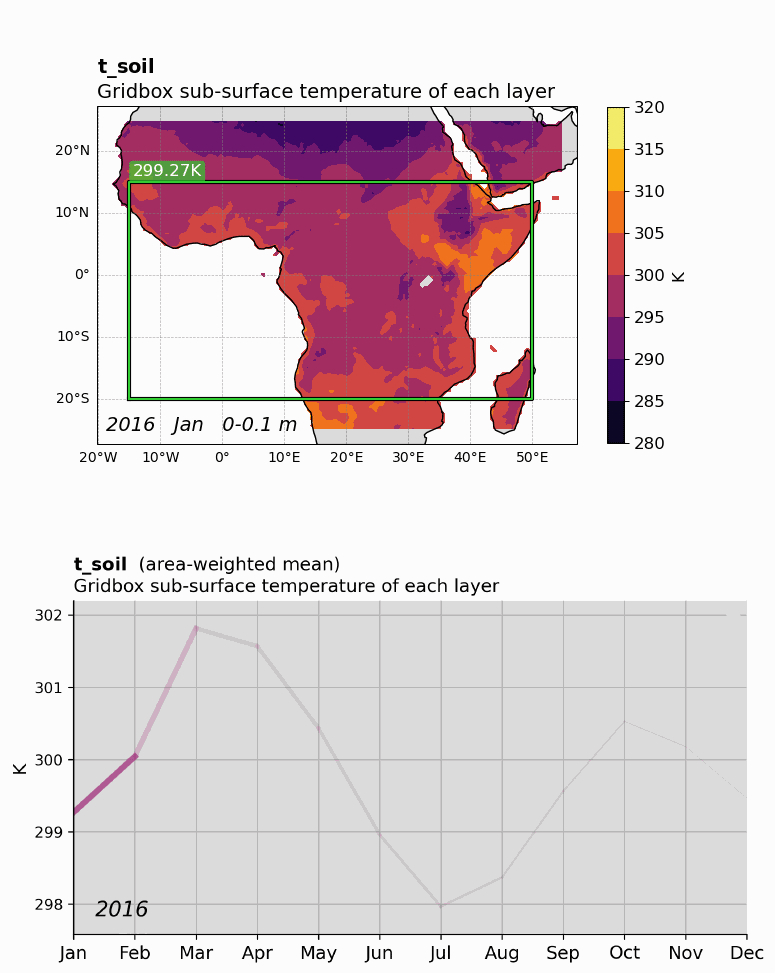 t_soil
Gridbox sub-surface temperature of each layer
299.27K
20°N
10°N
0°
10°S
20°S
2016 Jan 0-0.1 m
20°W 10°W 0° 10°E 20°E 30°E 40°E 50°E
320
315
310
305
300
295
290
285
280
K
t_soil (area-weighted mean)
Gridbox sub-surface temperature of each layer
302
301
300
299
298
K
2016
Jan Feb Mar Apr May Jun Jul Aug Sep Oct Nov Dec